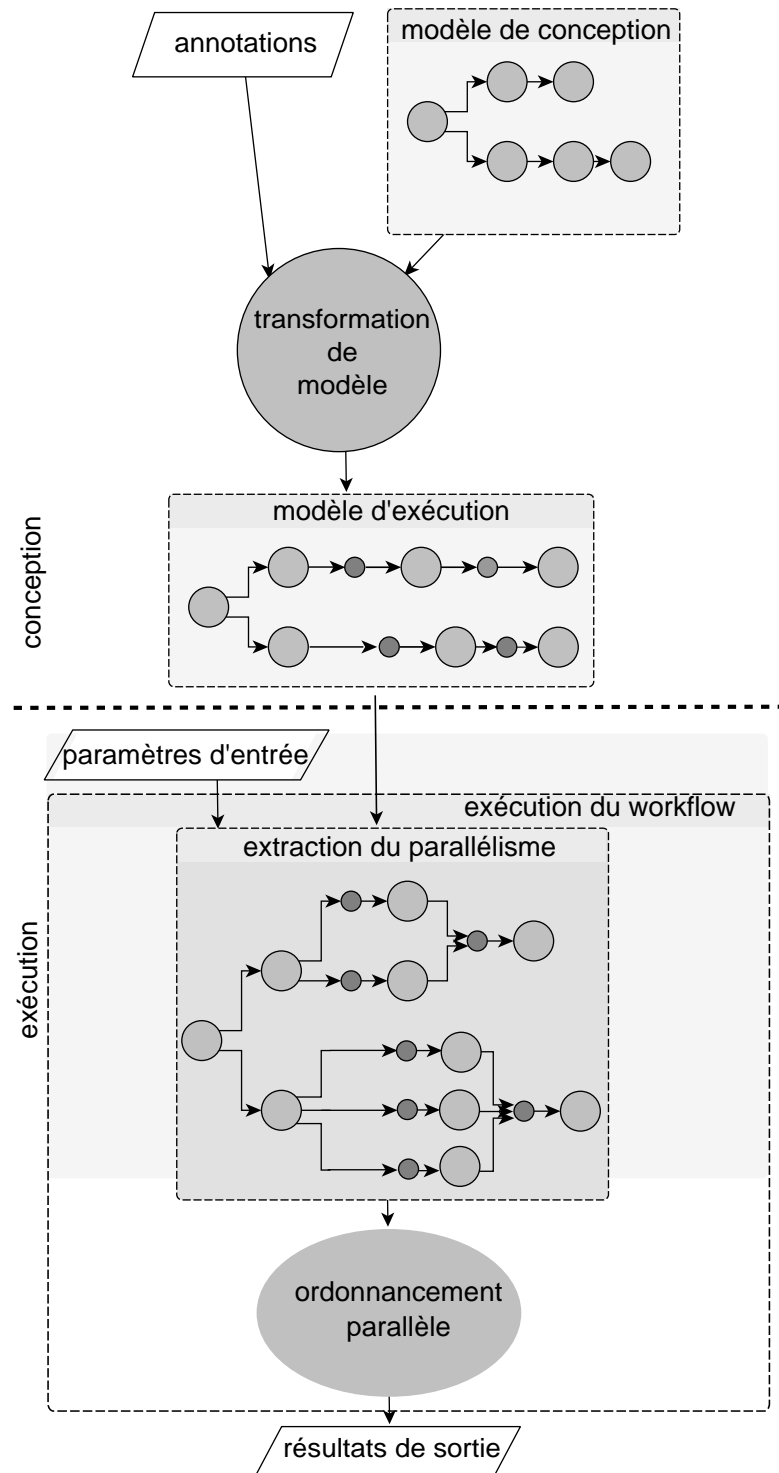 annotations
modèle de conception
transformation
de
modèle
modèle d'exécution
conception
paramètres d'entrée
exécution du workflow
extraction du parallélisme
exécution
ordonnancement
parallèle
résultats de sortie